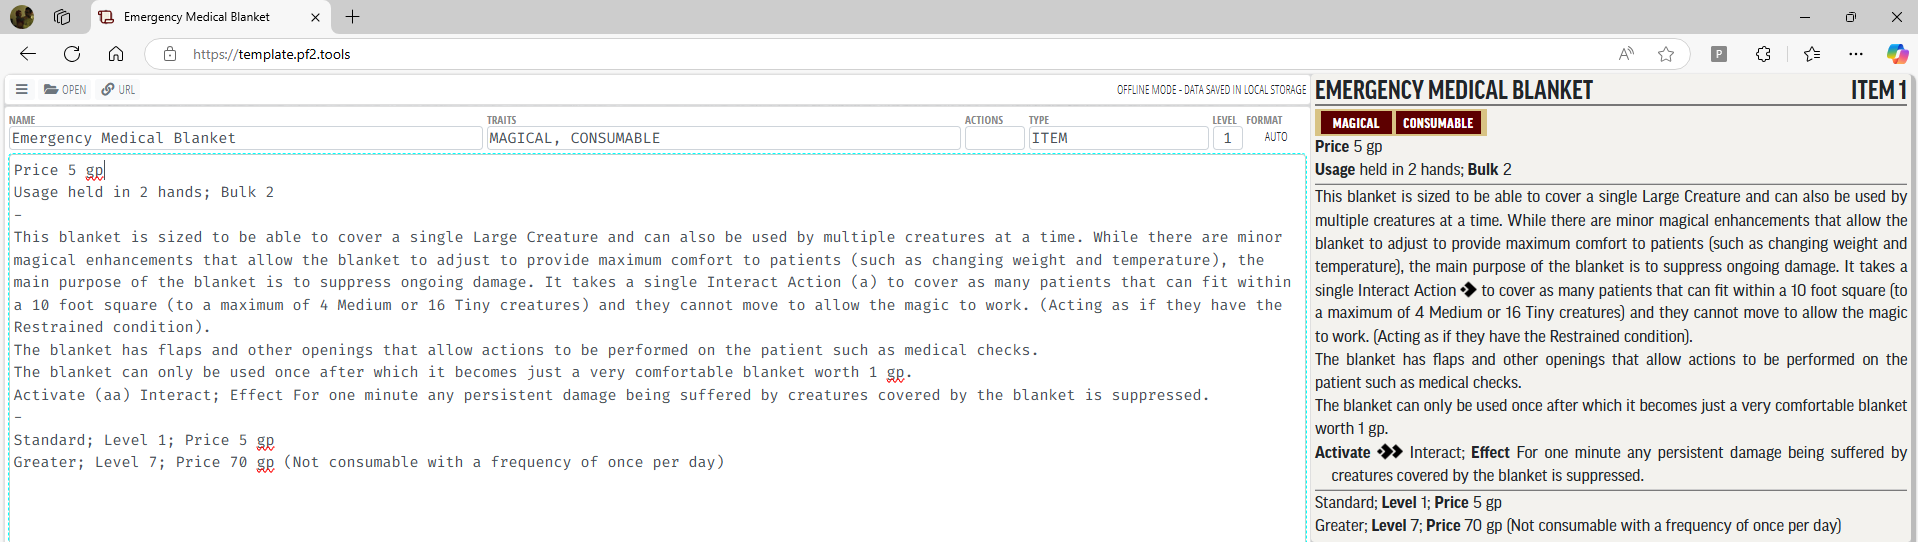 Emergency Medical Blanket
https://template.pf2.tools
OPEN
URL
OFFLINE MODE - DATA SAVED IN LOCAL STORAGE
NAME
TRAITS
ACTIONS
TYPE
LEVEL
FORMAT
Emergency Medical Blanket
MAGICAL, CONSUMABLE
ITEM
1
AUTO
Price 5 gp
Usage held in 2 hands; Bulk 2
-
This blanket is sized to be able to cover a single Large Creature and can also be used by multiple creatures at a time. While there are minor
magical enhancements that allow the blanket to adjust to provide maximum comfort to patients (such as changing weight and temperature), the
main purpose of the blanket is to suppress ongoing damage. It takes a single Interact Action (a) to cover as many patients that can fit within
a 10 foot square (to a maximum of 4 Medium or 16 Tiny creatures) and they cannot move to allow the magic to work. (Acting as if they have the
Restrained condition).
The blanket has flaps and other openings that allow actions to be performed on the patient such as medical checks.
The blanket can only be used once after which it becomes just a very comfortable blanket worth 1 gp.
Activate (aa) Interact; Effect For one minute any persistent damage being suffered by creatures covered by the blanket is suppressed.
-
Standard; Level 1; Price 5 gp
Greater; Level 7; Price 70 gp (Not consumable with a frequency of once per day)
EMERGENCY MEDICAL BLANKET ITEM 1
MAGICAL CONSUMABLE
Price 5 gp
Usage held in 2 hands; Bulk 2
This blanket is sized to be able to cover a single Large Creature and can also be used by
multiple creatures at a time. While there are minor magical enhancements that allow the
blanket to adjust to provide maximum comfort to patients (such as changing weight and
temperature), the main purpose of the blanket is to suppress ongoing damage. It takes a
single Interact Action to cover as many patients that can fit within a 10 foot square (to
a maximum of 4 Medium or 16 Tiny creatures) and they cannot move to allow the magic
to work. (Acting as if they have the Restrained condition).
The blanket has flaps and other openings that allow actions to be performed on the
patient such as medical checks.
The blanket can only be used once after which it becomes just a very comfortable blanket
worth 1 gp.
Activate Interact; Effect For one minute any persistent damage being suffered by
creatures covered by the blanket is suppressed.
Standard; Level 1; Price 5 gp
Greater; Level 7; Price 70 gp (Not consumable with a frequency of once per day)